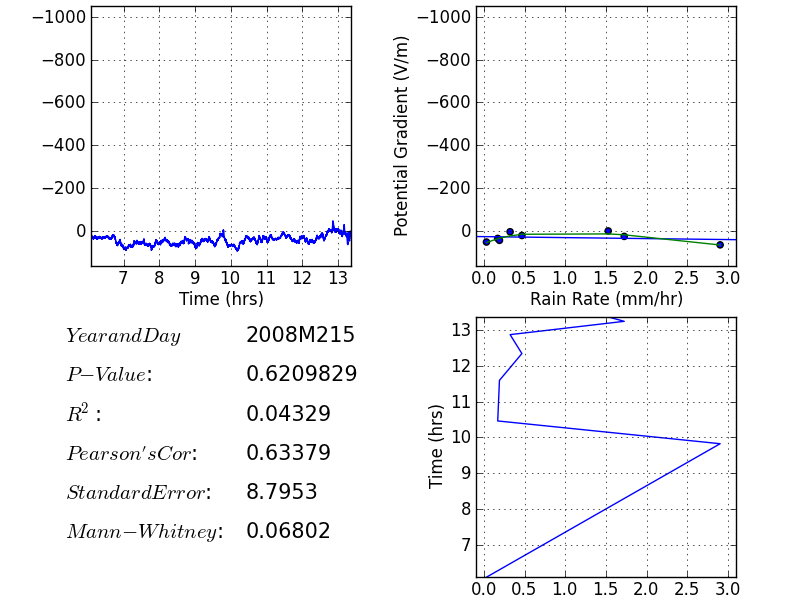 −1000
−800
−600
−400
−200
0
7 8 9 10 11 12 13
Time (hrs)
Potential Gradient (V/m)
−1000
−800
−600
−400
−200
0
0.0 0.5 1.0 1.5 2.0 2.5 3.0
Rain Rate (mm/hr)
YearandDay 2008M215
P−Value: 0.6209829
R²: 0.04329
Pearson'sCor: 0.63379
StandardError: 8.7953
Mann−Whitney: 0.06802
Time (hrs)
13
12
11
10
9
8
7
0.0 0.5 1.0 1.5 2.0 2.5 3.0